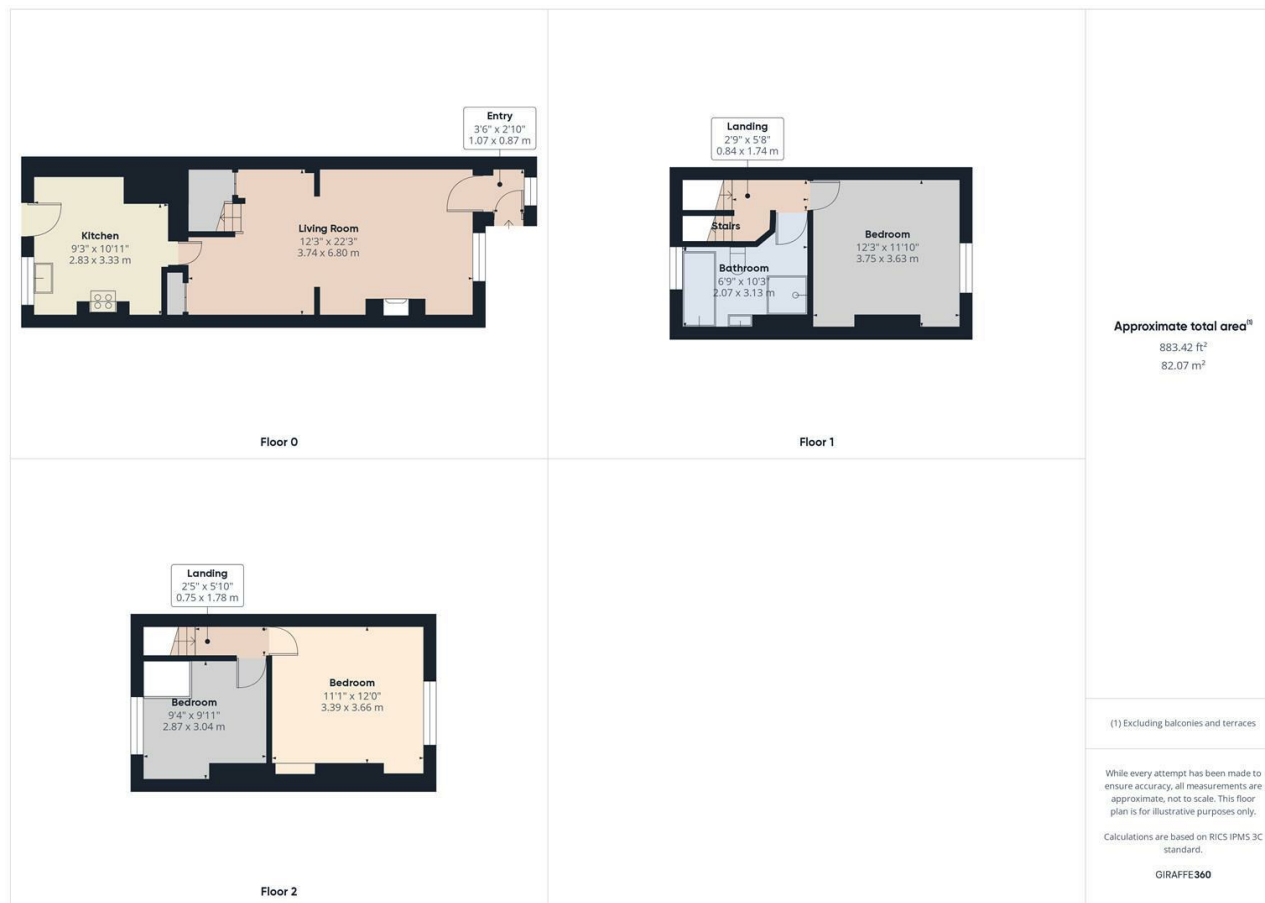 Entry
3'6" x 2'10"
1.07 x 0.87 m
Kitchen
9'3" x 10'11"
2.83 x 3.33 m
Living Room
12'3" x 22'3"
3.74 x 6.80 m
Floor 0
Landing
2'9" x 5'8"
0.84 x 1.74 m
Stairs
Bedroom
12'3" x 11'10"
3.75 x 3.63 m
Bathroom
6'9" x 10'3"
2.07 x 3.13 m
Floor 1
Landing
2'5" x 5'10"
0.75 x 1.78 m
Bedroom
11'1" x 12'0"
3.39 x 3.66 m
Bedroom
9'4" x 9'11"
2.87 x 3.04 m
Floor 2
Approximate total area(1)
883.42 ft²
82.07 m²
(1) Excluding balconies and terraces
While every attempt has been made to
ensure accuracy, all measurements are
approximate, not to scale. This floor
plan is for illustrative purposes only.
Calculations are based on RICS IPMS 3C
standard.
GIRAFFE360